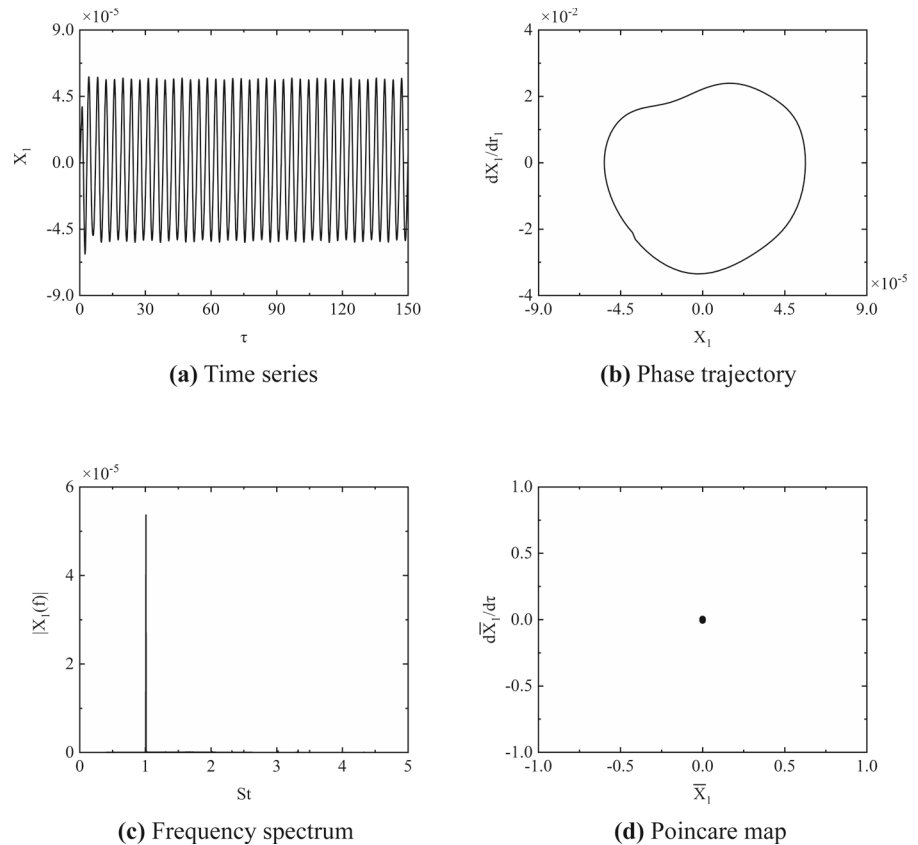 ×10⁻⁵
9.0
4.5
0.0
-4.5
-9.0
X₁
0 30 60 90 120 150
τ
(a) Time series
×10⁻²
4
2
0
-2
-4
dX₁/dr₁
×10⁻⁵
-9.0 -4.5 0.0 4.5 9.0
X₁
(b) Phase trajectory
×10⁻⁵
6
4
2
0
|X₁(f)|
0 1 2 3 4 5
St
(c) Frequency spectrum
1.0
0.5
0.0
-0.5
-1.0
dX̅₁/dτ
-1.0 -0.5 0.0 0.5 1.0
X̅₁
(d) Poincare map